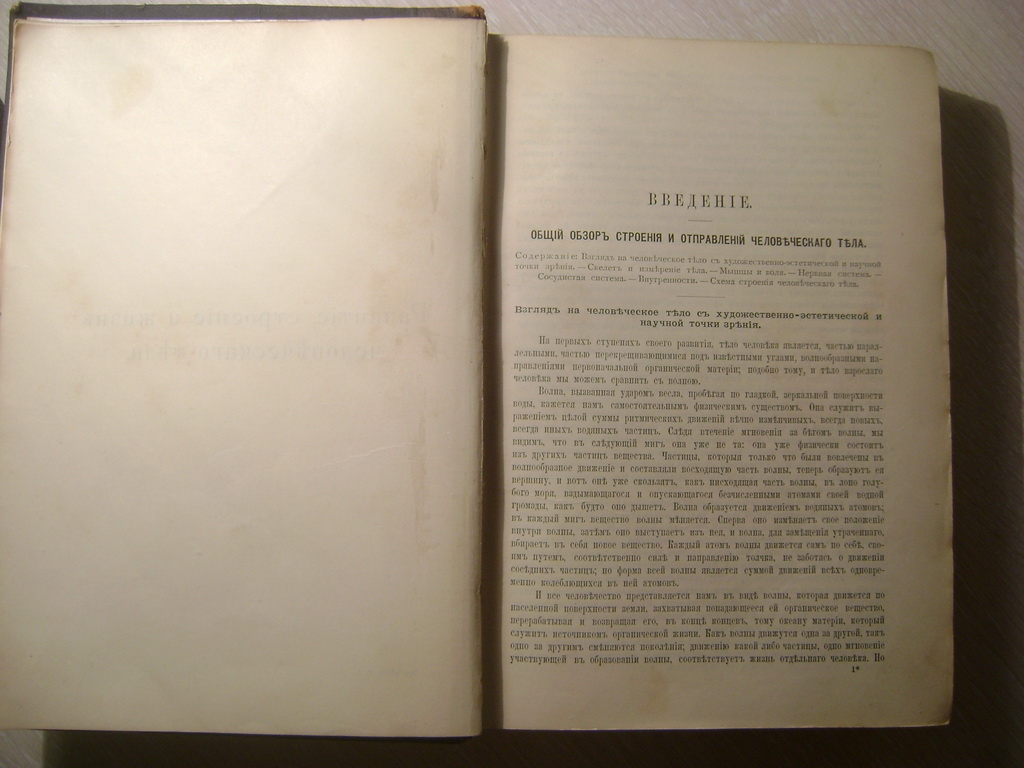 ВВЕДЕНІЕ.
ОБЩІЙ ОБЗОРЪ СТРОЕНІЯ И ОТПРАВЛЕНІЙ ЧЕЛОВѢЧЕСКАГО ТѢЛА.
Содержаніе: Взглядъ на человѣческое тѣло съ художественно-эстетической и научной
точки зрѣнія. — Скелетъ и измѣреніе тѣла. — Мышцы и кожа. — Нервная система. —
Сосудистая система. — Внутренности. — Схема строенія человѣческаго тѣла.
Взглядъ на человѣческое тѣло съ художественно-эстетической и
научной точки зрѣнія.
На первыхъ ступеняхъ своего развитія, тѣло человѣка является, частью парал-
лельными, частью перекрещивающимися подъ извѣстными углами, волнообразными на-
правленіями первоначальной органической матеріи; подобно тому, и тѣло взрослаго
человѣка мы можемъ сравнить съ волною.
Волна, вызванная ударомъ весла, пробѣгая по гладкой, зеркальной поверхности
воды, кажется намъ самостоятельнымъ физическимъ существомъ. Она служитъ вы-
раженіемъ цѣлой суммы ритмическихъ движеній вѣчно измѣнчивыхъ, всегда новыхъ,
всегда иныхъ водяныхъ частицъ. Слѣдя втеченіе мгновенія за бѣгомъ волны, мы
видимъ, что въ слѣдующій мигъ она уже не та: она уже физически состоитъ
изъ другихъ частицъ вещества. Частицы, которыя только что были вовлечены въ
волнообразное движеніе и составляли восходящую часть волны, теперь образуютъ ея
вершину, и вотъ онѣ уже скользятъ, какъ нисходящая часть волны, въ лоно голу-
бого моря, вздымающагося и опускающагося безчисленными атомами своей водной
громады, какъ будто оно дышетъ. Волна образуется движеніемъ водяныхъ атомовъ;
въ каждый мигъ вещество волны мѣняется. Сперва оно измѣняетъ свое положеніе
внутри волны, затѣмъ оно выступаетъ изъ нея, и волна, для замѣщенія утраченнаго,
вбираетъ въ себя новое вещество. Каждый атомъ волны движется самъ по себѣ, сво-
имъ путемъ, соотвѣтственно силѣ и направленію толчка, не заботясь о движеніи
сосѣднихъ частицъ; но форма всей волны является суммой движеній всѣхъ одновре-
менно колеблющихся въ ней атомовъ.
И все человѣчество представляется намъ въ видѣ волны, которая движется по
населенной поверхности земли, захватывая попадающееся ей органическое вещество,
перерабатывая и возвращая его, въ концѣ концевъ, тому океану матеріи, который
служитъ источникомъ органической жизни. Какъ волны движутся одна за другой, такъ
одно за другимъ смѣняются поколѣнія; движенію какой либо частицы, одно мгновеніе
участвующей въ образованіи волны, соотвѣтствуетъ жизнь отдѣльнаго человѣка. Но
1*